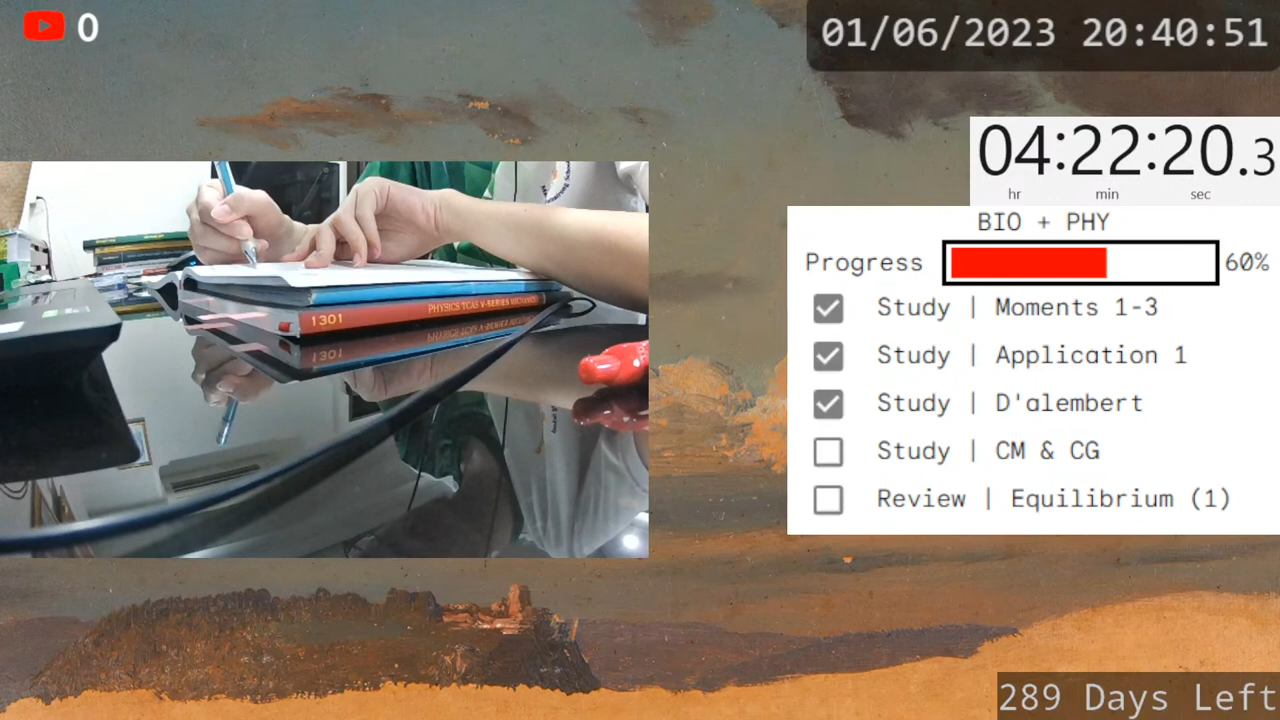 0
01/06/2023 20:40:51
04:22:20.3
hr min sec
BIO + PHY
Progress 60%
Study | Moments 1-3
Study | Application 1
Study | D'alembert
Study | CM & CG
Review | Equilibrium (1)
1301 PHYSICS TCAS V-SERIES
289 Days Left